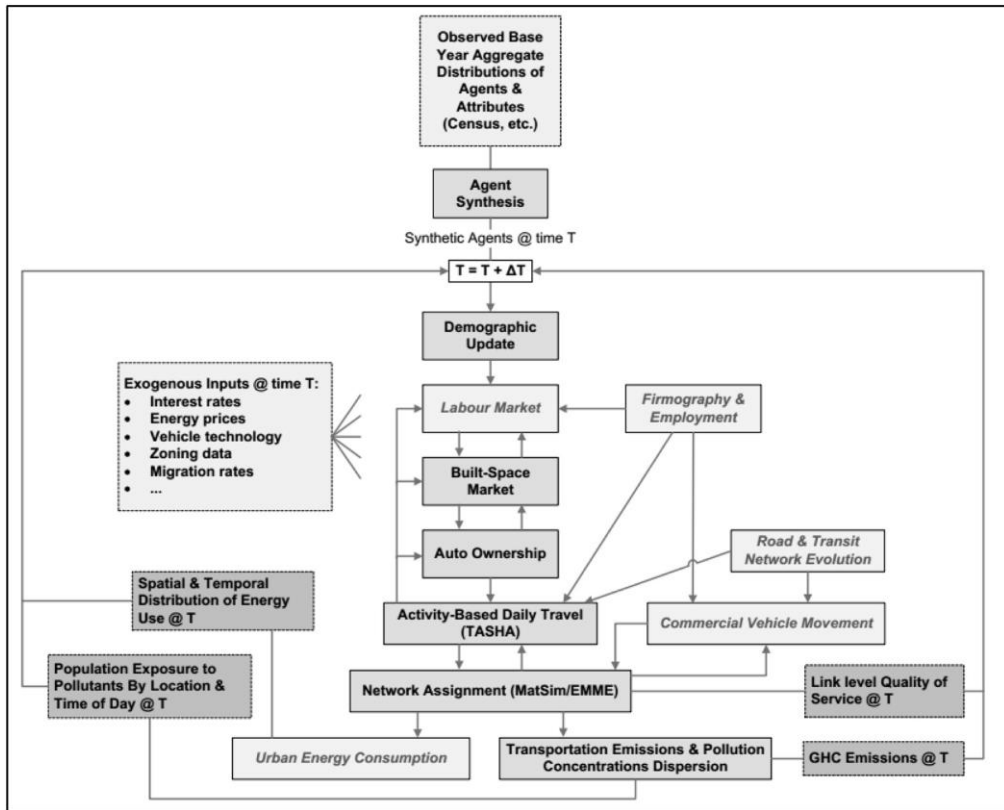 Observed Base
Year Aggregate
Distributions of
Agents &
Attributes
(Census, etc.)
Agent
Synthesis
Synthetic Agents @ time T
T = T + ΔT
Demographic
Update
Exogenous Inputs @ time T:
• Interest rates
• Energy prices
• Vehicle technology
• Zoning data
• Migration rates
• ...
Labour Market
Firmography &
Employment
Built-Space
Market
Auto Ownership
Road & Transit
Network Evolution
Spatial & Temporal
Distribution of Energy
Use @ T
Activity-Based Daily Travel
(TASHA)
Commercial Vehicle Movement
Population Exposure to
Pollutants By Location &
Time of Day @ T
Network Assignment (MatSim/EMME)
Link level Quality of
Service @ T
Urban Energy Consumption
Transportation Emissions & Pollution
Concentrations Dispersion
GHC Emissions @ T